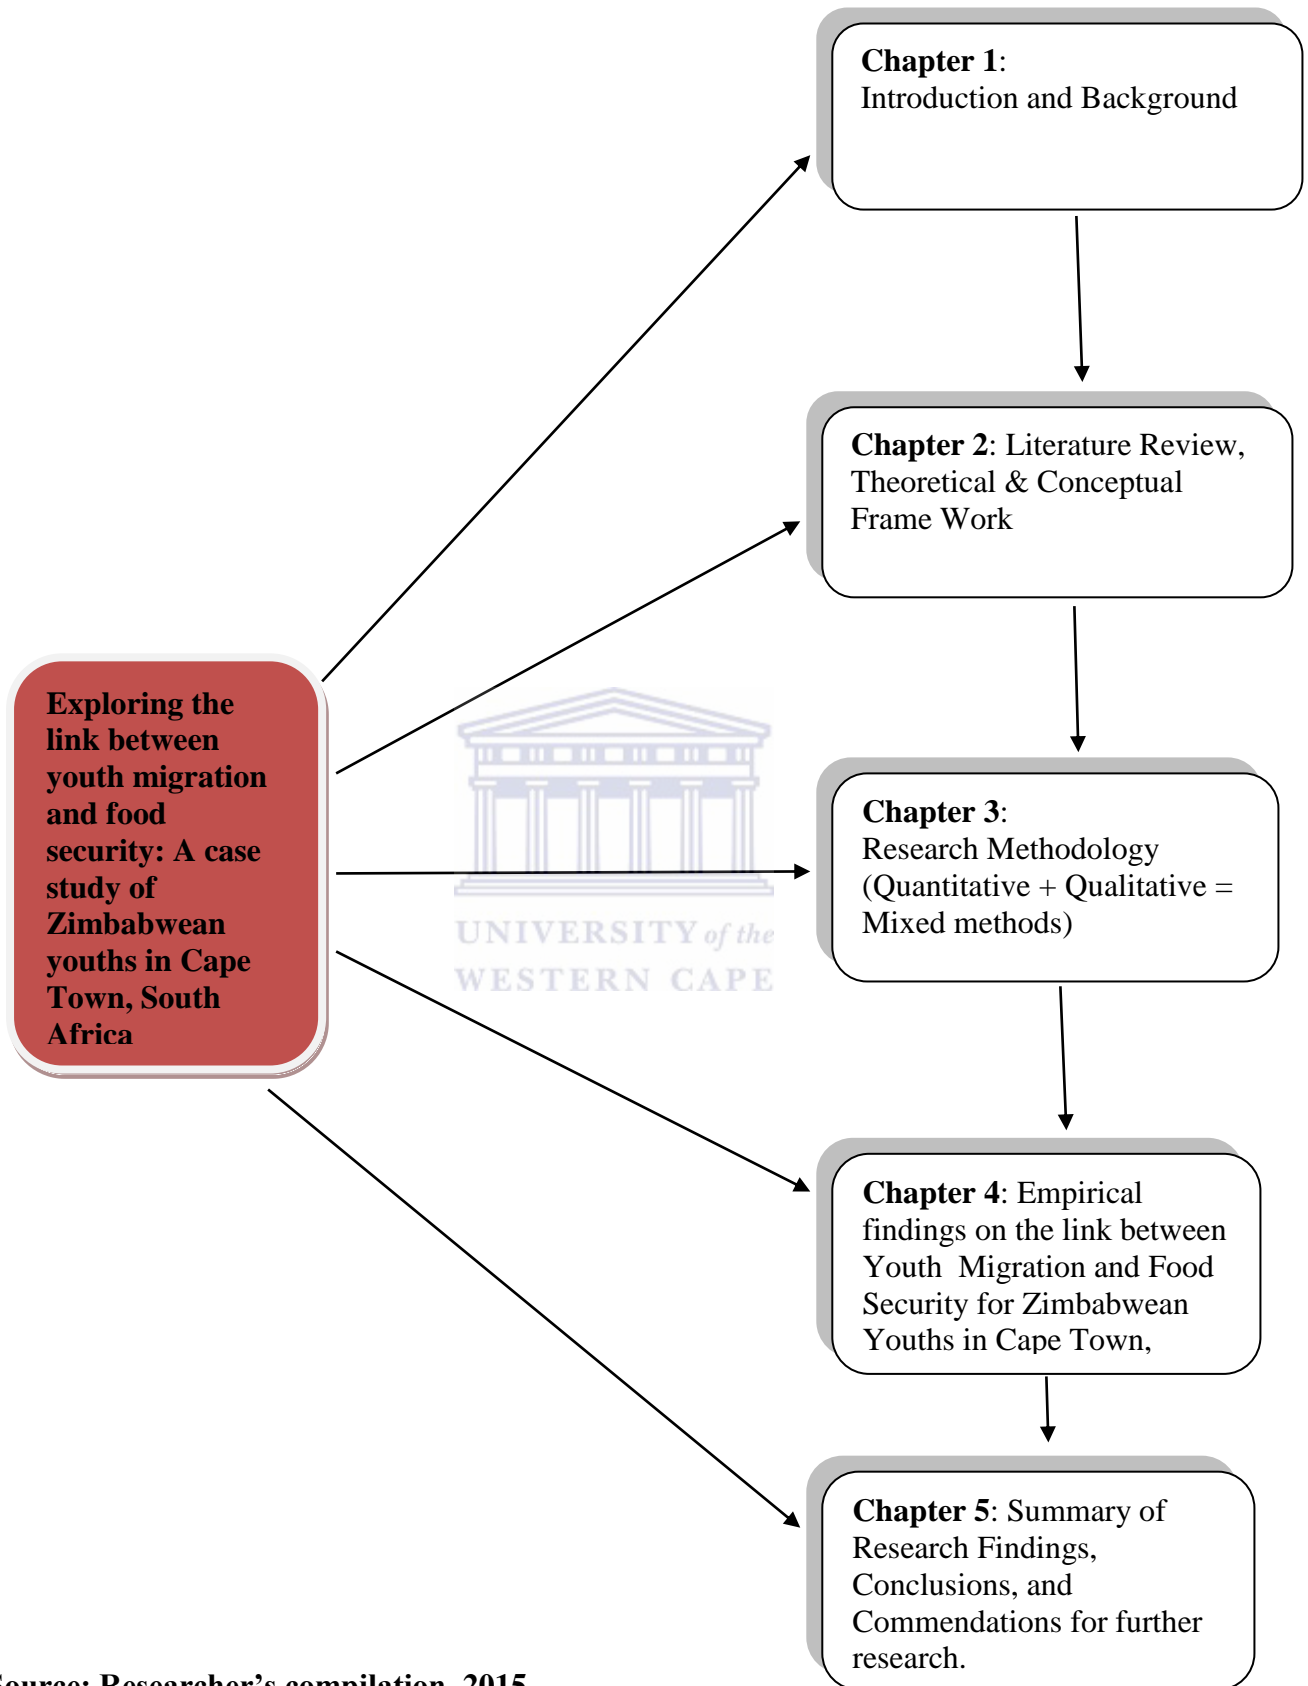 Chapter 1:
Introduction and Background
Chapter 2: Literature Review,
Theoretical & Conceptual
Frame Work
Exploring the
link between
youth migration
and food
security: A case
study of
Zimbabwean
youths in Cape
Town, South
Africa
UNIVERSITY of the
WESTERN CAPE
Chapter 3:
Research Methodology
(Quantitative + Qualitative =
Mixed methods)
Chapter 4: Empirical
findings on the link between
Youth Migration and Food
Security for Zimbabwean
Youths in Cape Town,
Chapter 5: Summary of
Research Findings,
Conclusions, and
Commendations for further
research.
Source: Researcher's compilation, 2015